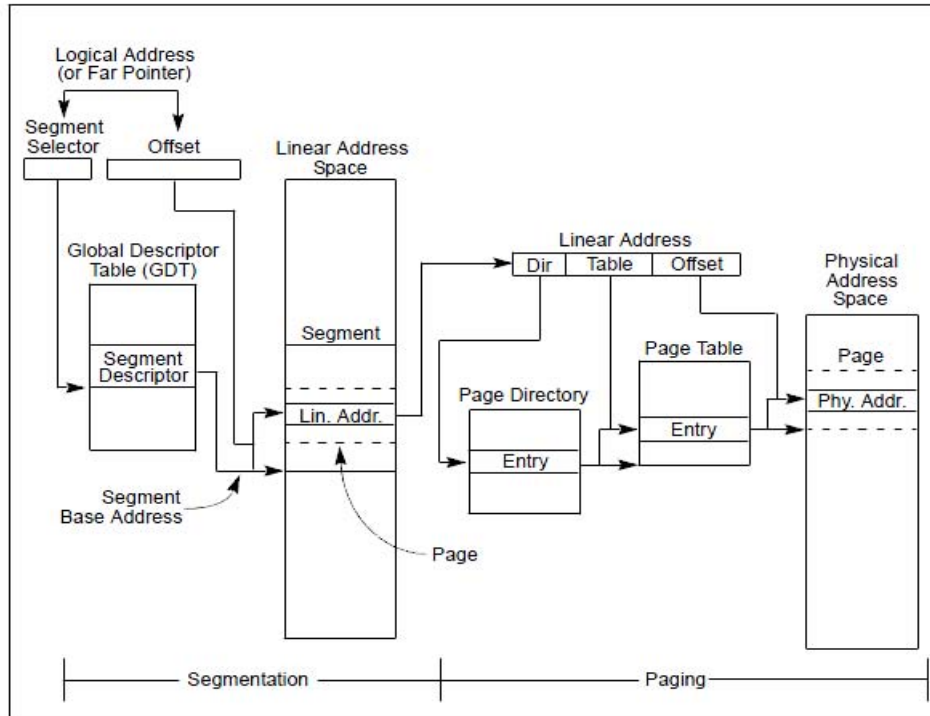 Logical Address
(or Far Pointer)
Segment
Selector
Offset
Linear Address
Space
Global Descriptor
Table (GDT)
Segment
Descriptor
Segment
Lin. Addr.
Segment
Base Address
Page
Linear Address
Dir Table Offset
Page Directory
Entry
Page Table
Entry
Physical
Address
Space
Page
Phy. Addr.
Segmentation
Paging